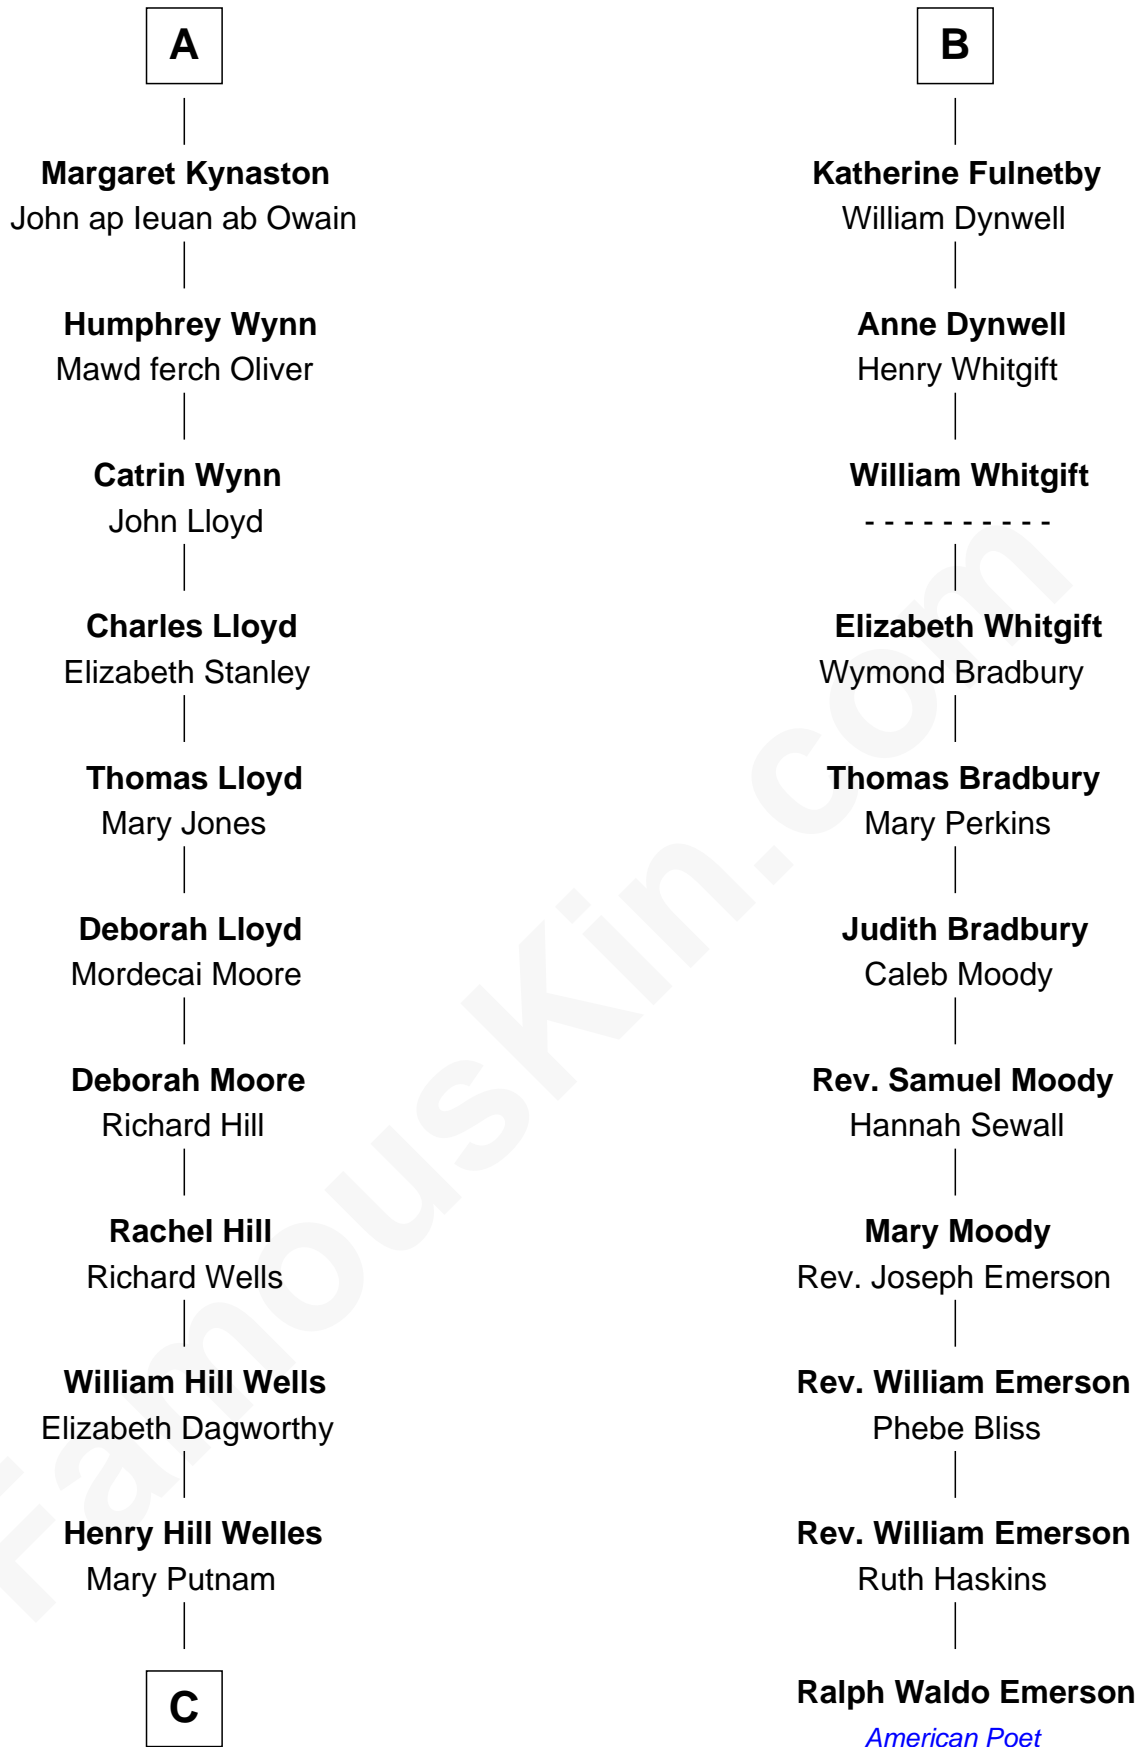 A
Margaret Kynaston
John ap Ieuan ab Owain
Humphrey Wynn
Mawd ferch Oliver
Catrin Wynn
John Lloyd
Charles Lloyd
Elizabeth Stanley
Thomas Lloyd
Mary Jones
Deborah Lloyd
Mordecai Moore
Deborah Moore
Richard Hill
Rachel Hill
Richard Wells
William Hill Wells
Elizabeth Dagworthy
Henry Hill Welles
Mary Putnam
C
B
Katherine Fulnetby
William Dynwell
Anne Dynwell
Henry Whitgift
William Whitgift
- - - - - - - - - -
Elizabeth Whitgift
Wymond Bradbury
Thomas Bradbury
Mary Perkins
Judith Bradbury
Caleb Moody
Rev. Samuel Moody
Hannah Sewall
Mary Moody
Rev. Joseph Emerson
Rev. William Emerson
Phebe Bliss
Rev. William Emerson
Ruth Haskins
Ralph Waldo Emerson
American Poet
FamousKin.com